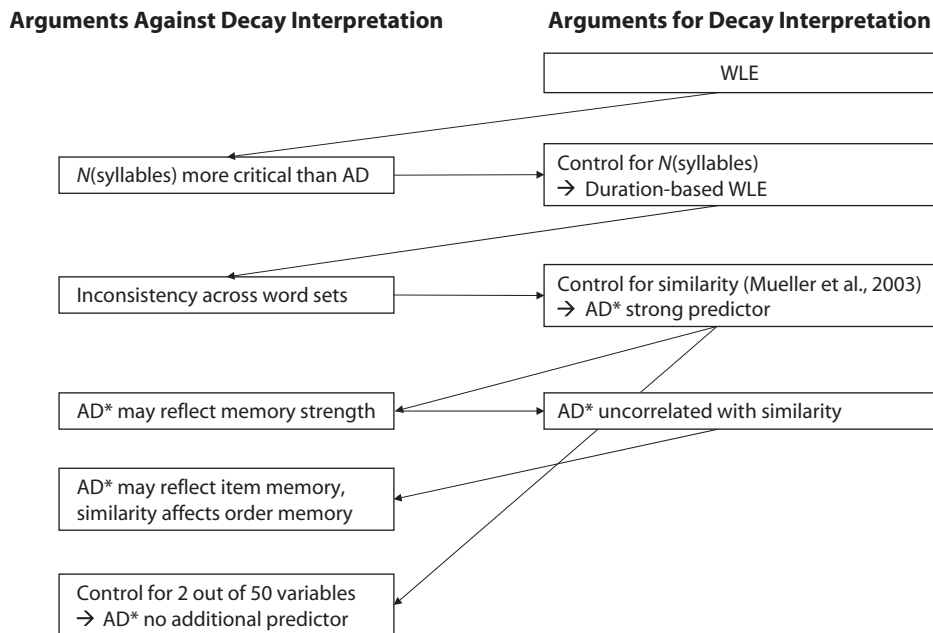 Arguments Against Decay Interpretation
Arguments for Decay Interpretation
WLE
N(syllables) more critical than AD
Control for N(syllables)
→ Duration-based WLE
Inconsistency across word sets
Control for similarity (Mueller et al., 2003)
→ AD* strong predictor
AD* may reflect memory strength
AD* uncorrelated with similarity
AD* may reflect item memory,
similarity affects order memory
Control for 2 out of 50 variables
→ AD* no additional predictor